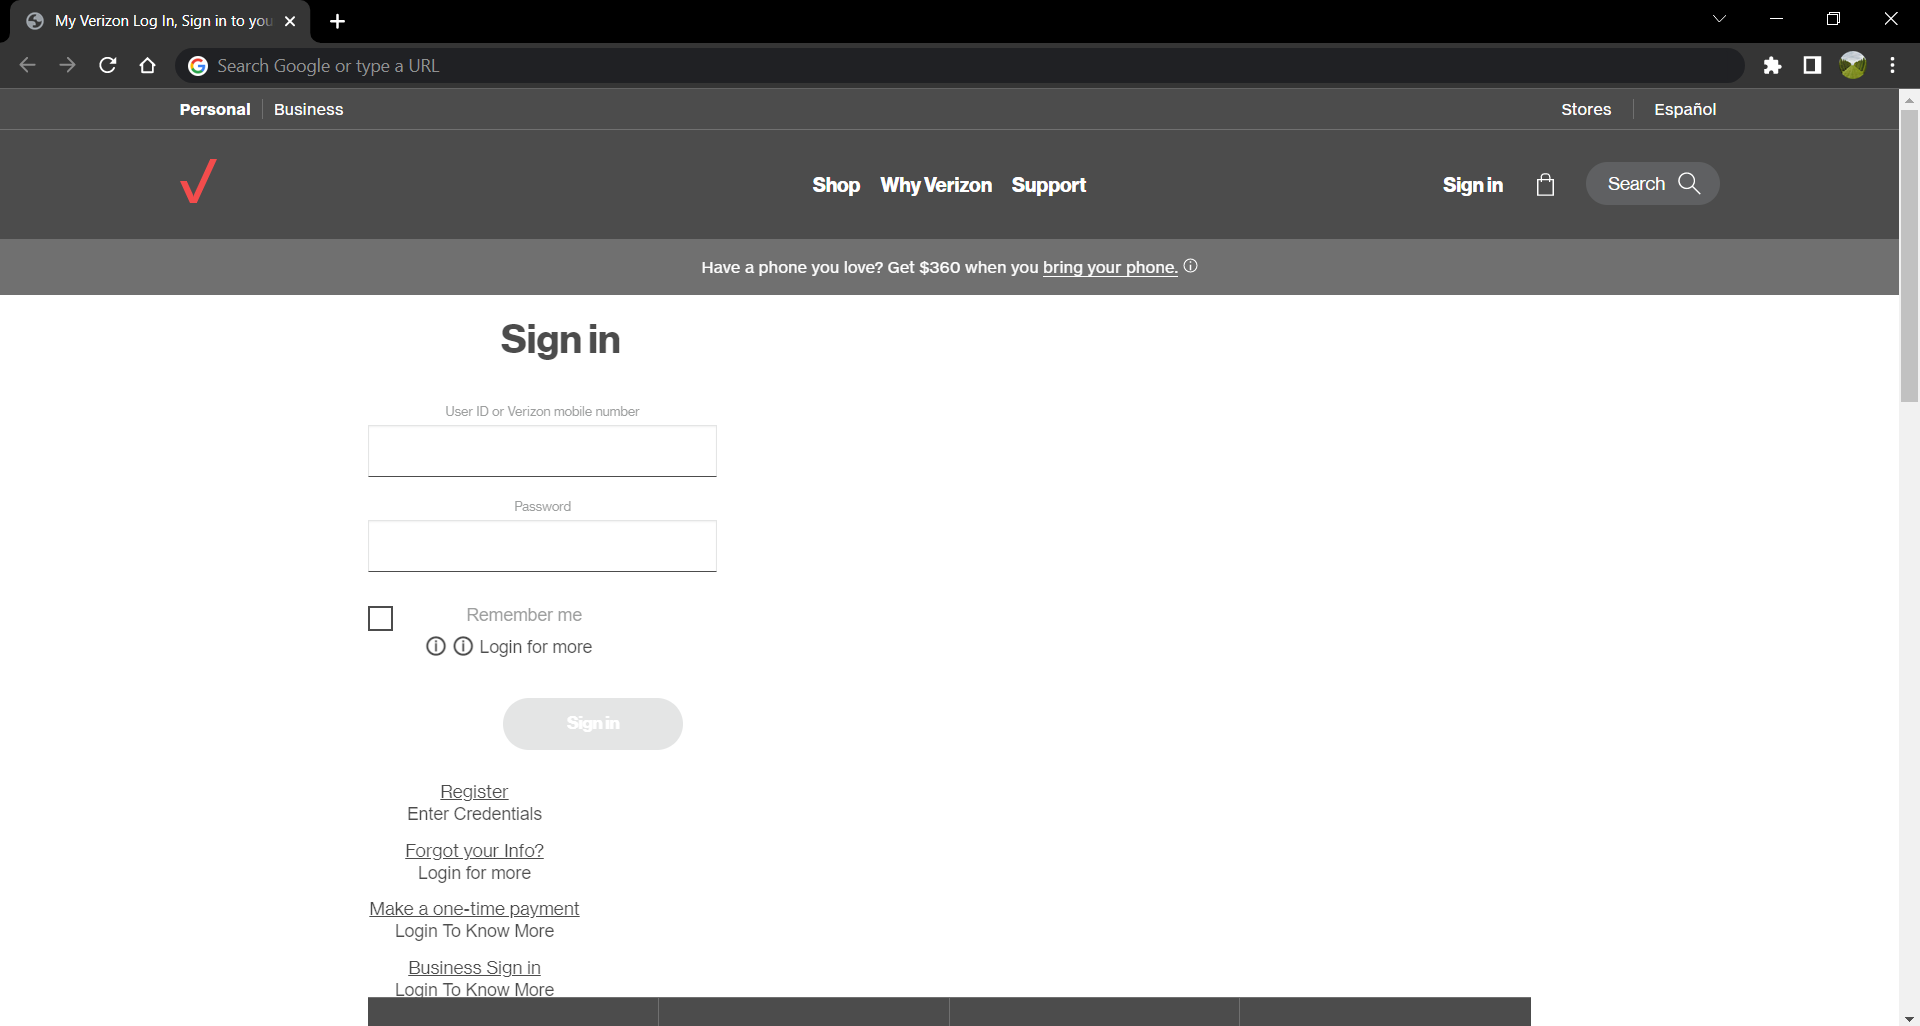 My Verizon Log In, Sign in to you
Search Google or type a URL
Personal
Business
Stores
Español
Shop
Why Verizon
Support
Sign in
Search
Have a phone you love? Get $360 when you bring your phone.
Sign in
User ID or Verizon mobile number
Password
Remember me
Login for more
Sign in
Register
Enter Credentials
Forgot your Info?
Login for more
Make a one-time payment
Login To Know More
Business Sign in
Login To Know More